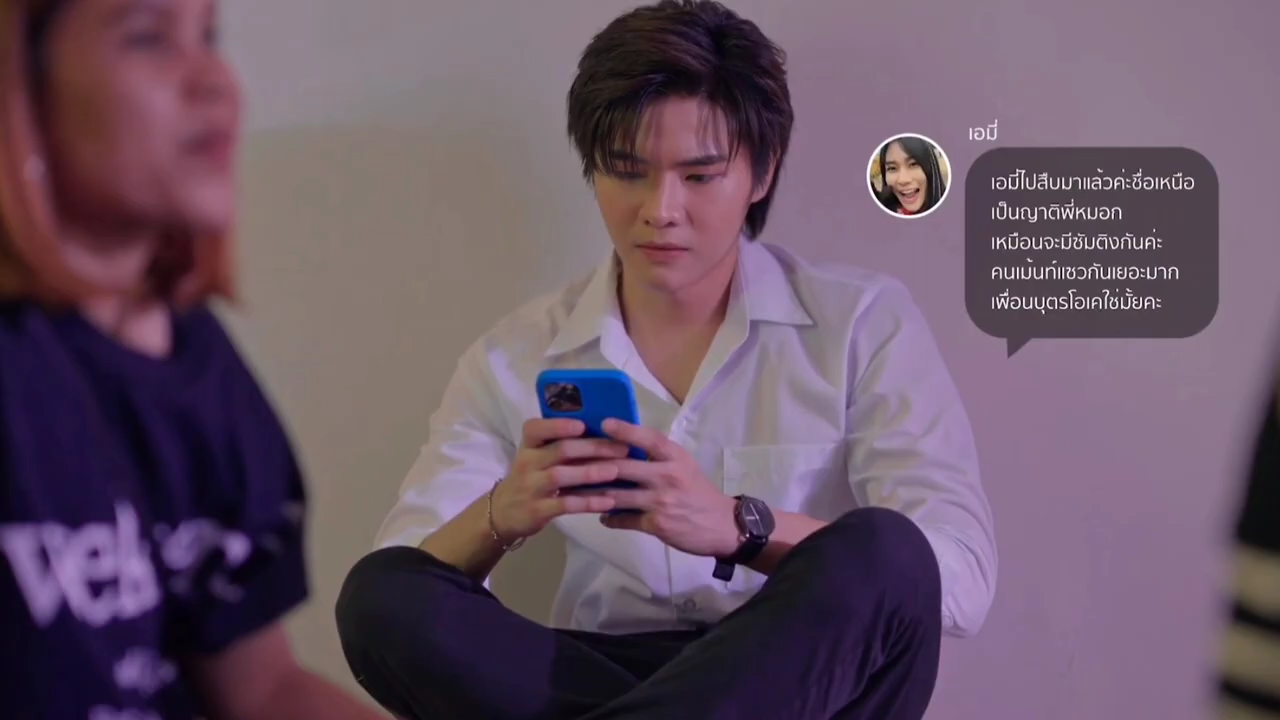 เอมี่
เอมี่ไปสืบมาแล้วค่ะชื่อเหนือ
เป็นญาติพี่หมอก
เหมือนจะมีซัมติงกันค่ะ
คนเม้นท์แซวกันเยอะมาก
เพื่อนบุตรโอเคใช่มั้ยคะ